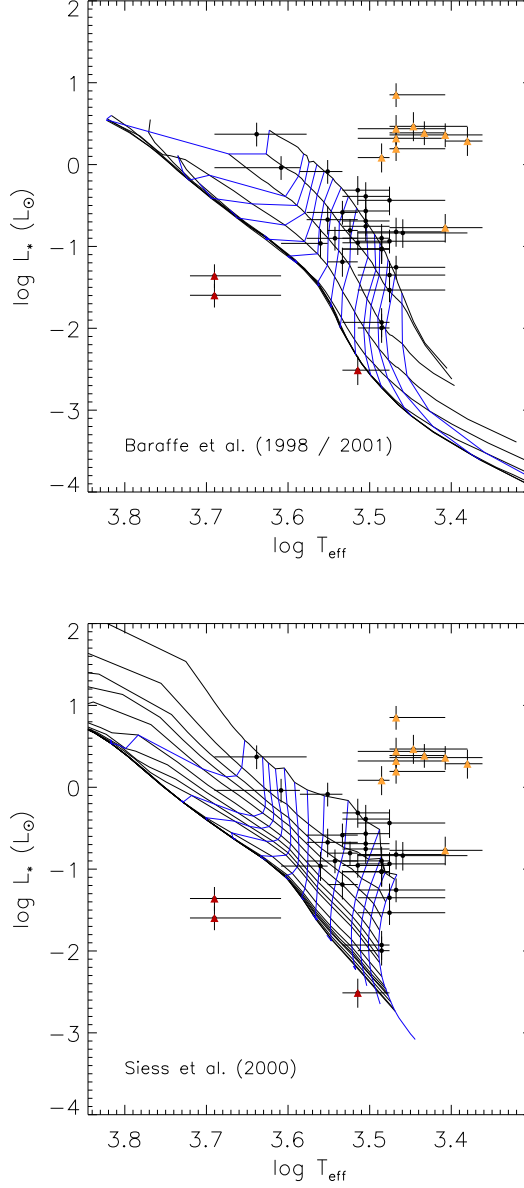 2
1
0
−1
−2
−3
−4
log L* (L☉)
Baraffe et al. (1998 / 2001)
3.8 3.7 3.6 3.5 3.4
log Teff
2
1
0
−1
−2
−3
−4
log L* (L☉)
Siess et al. (2000)
3.8 3.7 3.6 3.5 3.4
log Teff